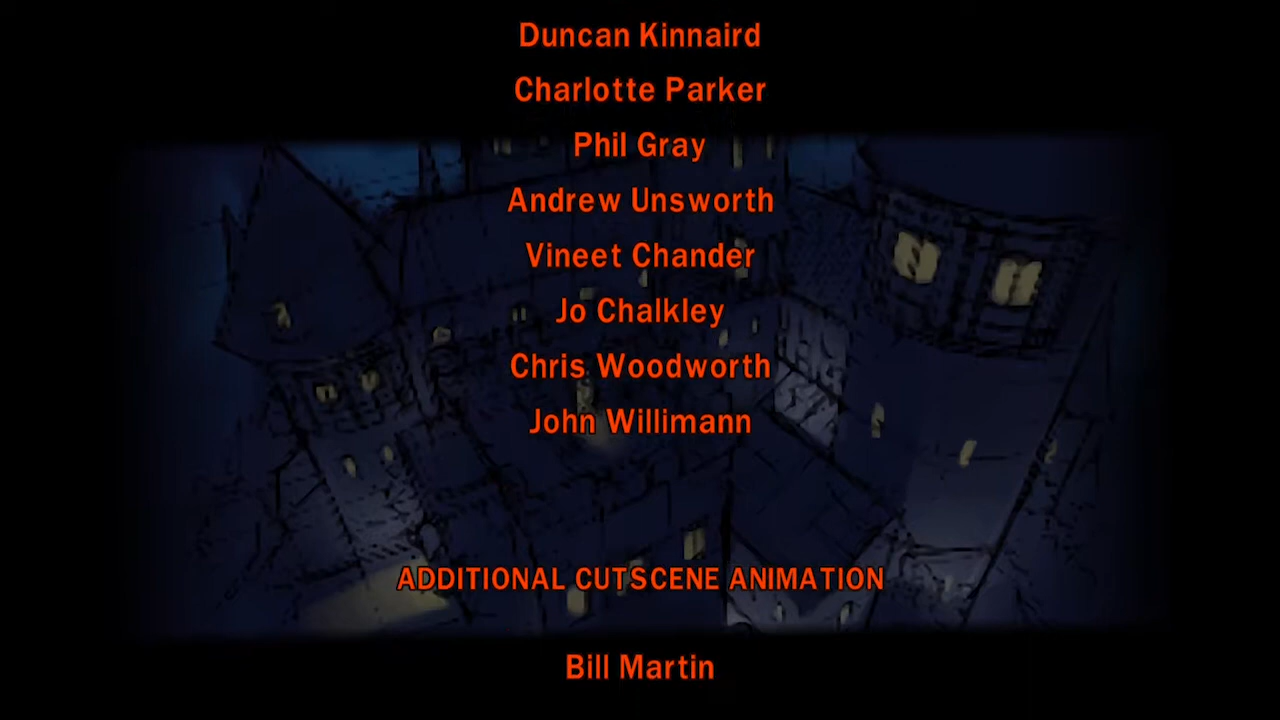 Duncan Kinnaird
Charlotte Parker
Phil Gray
Andrew Unsworth
Vineet Chander
Jo Chalkley
Chris Woodworth
John Willimann
ADDITIONAL CUTSCENE ANIMATION
Bill Martin